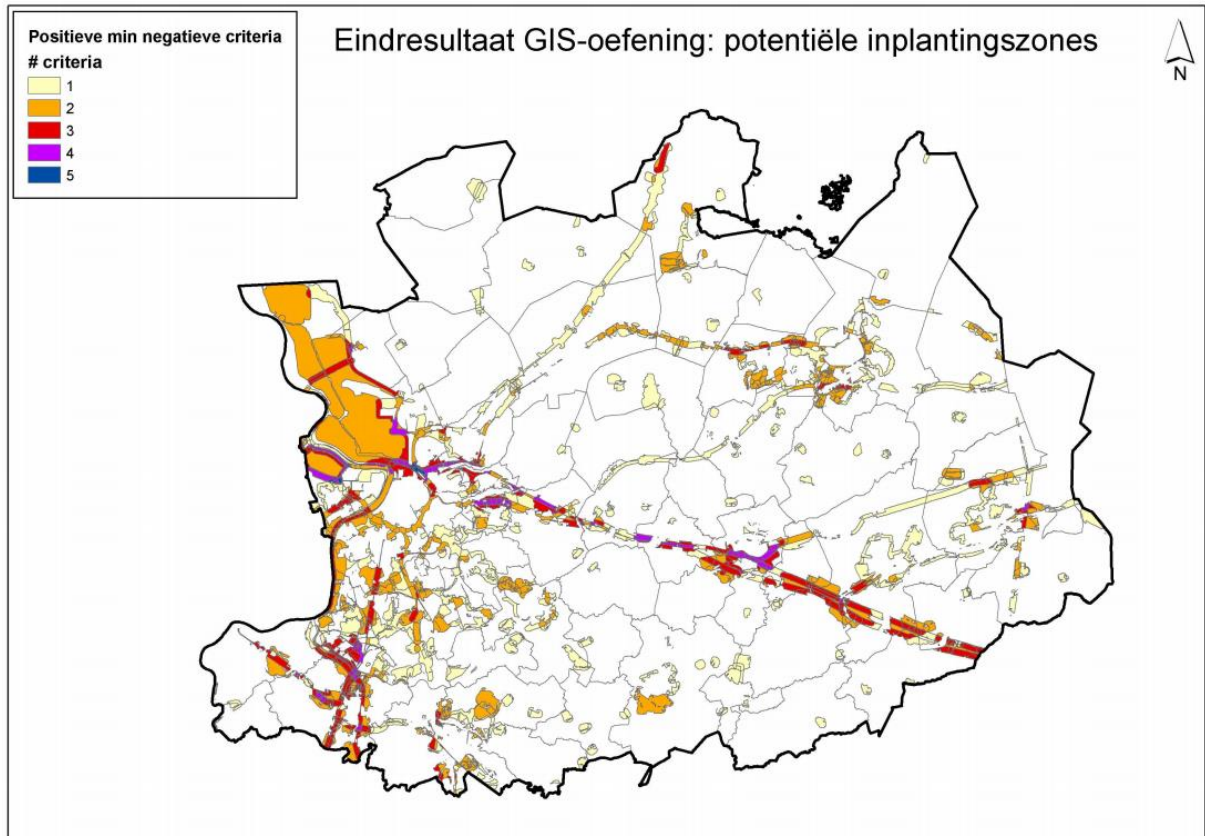 Eindresultaat GIS-oefening: potentiële inplantingszones
Positieve min negatieve criteria
# criteria
1
2
3
4
5
N